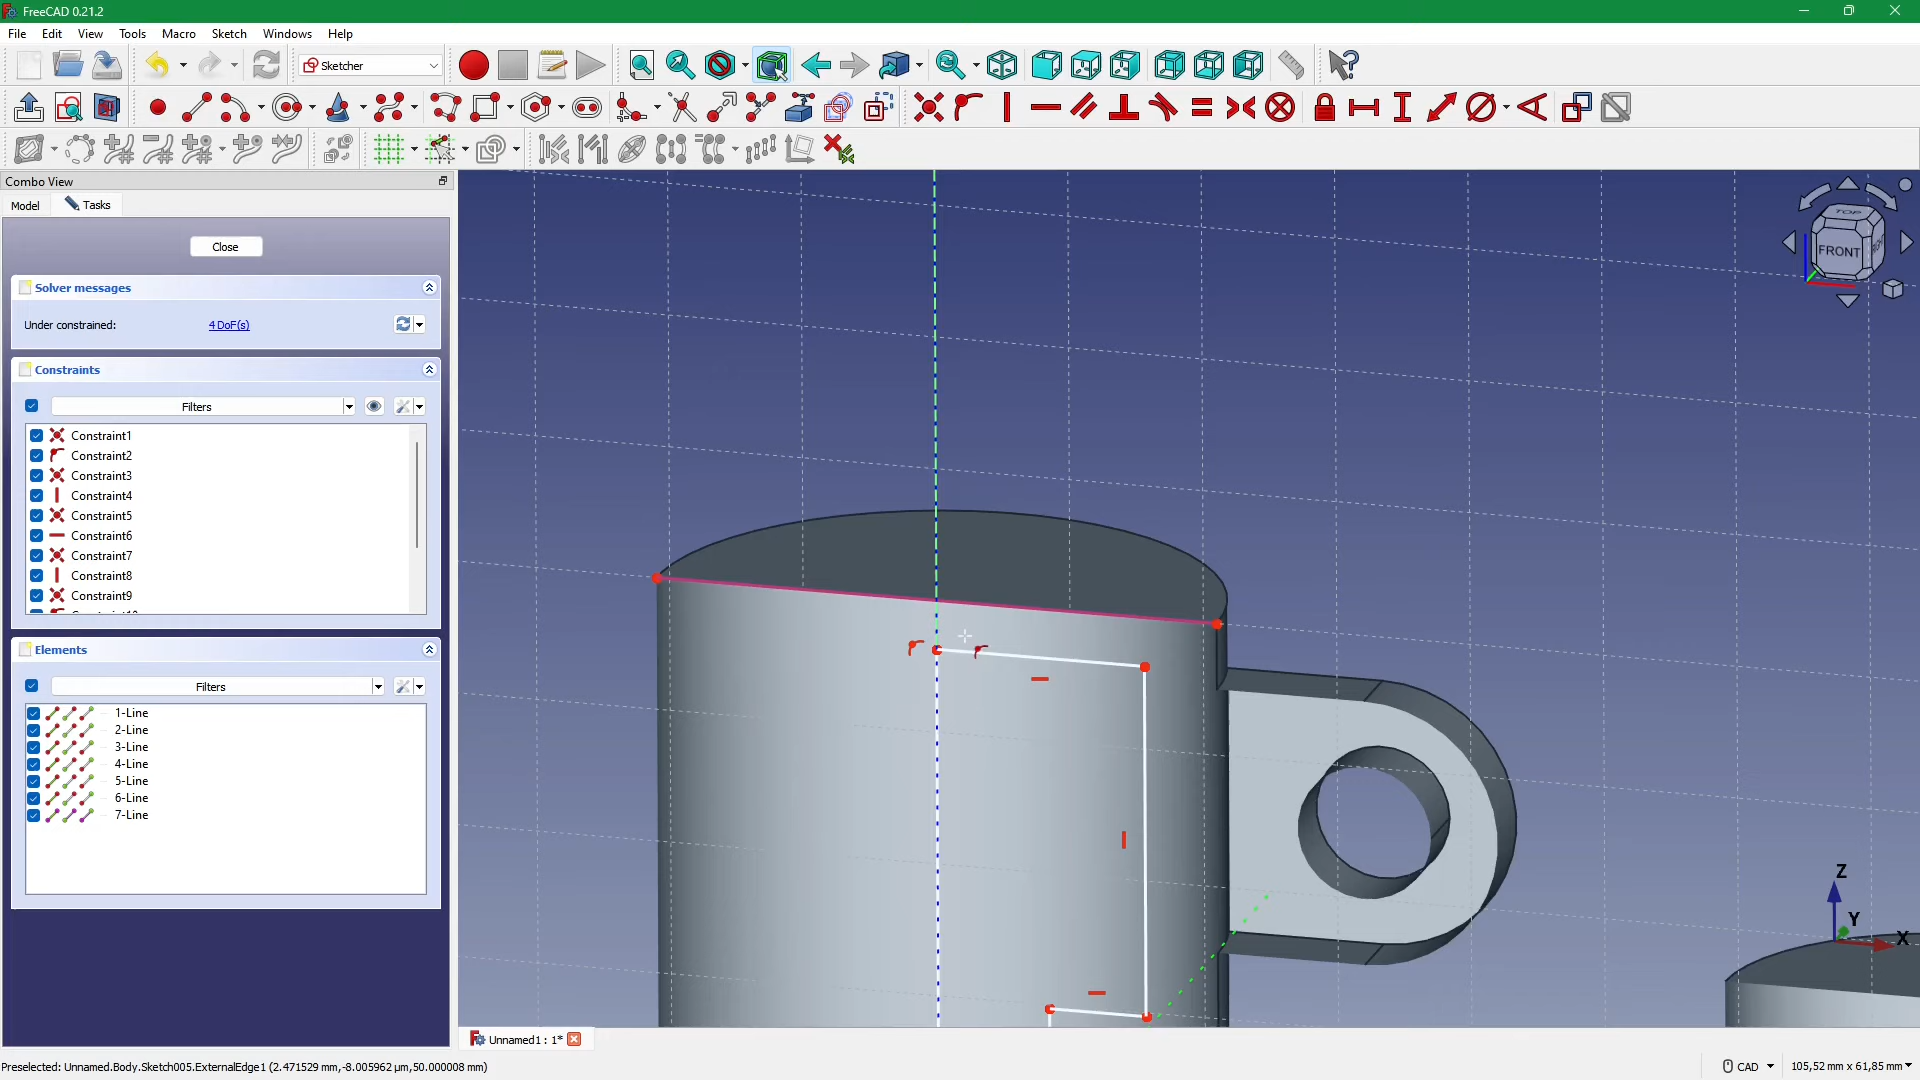 FreeCAD 0.21.2
File Edit View Tools Macro Sketch Windows Help
Sketcher
Combo View
Model Tasks
Close
Solver messages
Under constrained: 4 DoF(s)
Constraints
Filters
Constraint1
Constraint2
Constraint3
Constraint4
Constraint5
Constraint6
Constraint7
Constraint8
Constraint9
Elements
Filters
1-Line
2-Line
3-Line
4-Line
5-Line
6-Line
7-Line
TOP
FRONT
Z
Y
X
Unnamed1 : 1*
Preselected: Unnamed.Body.Sketch005.ExternalEdge1 (2.471529 mm,-8.005962 µm,50.000008 mm)
CAD
105,52 mm x 61,85 mm